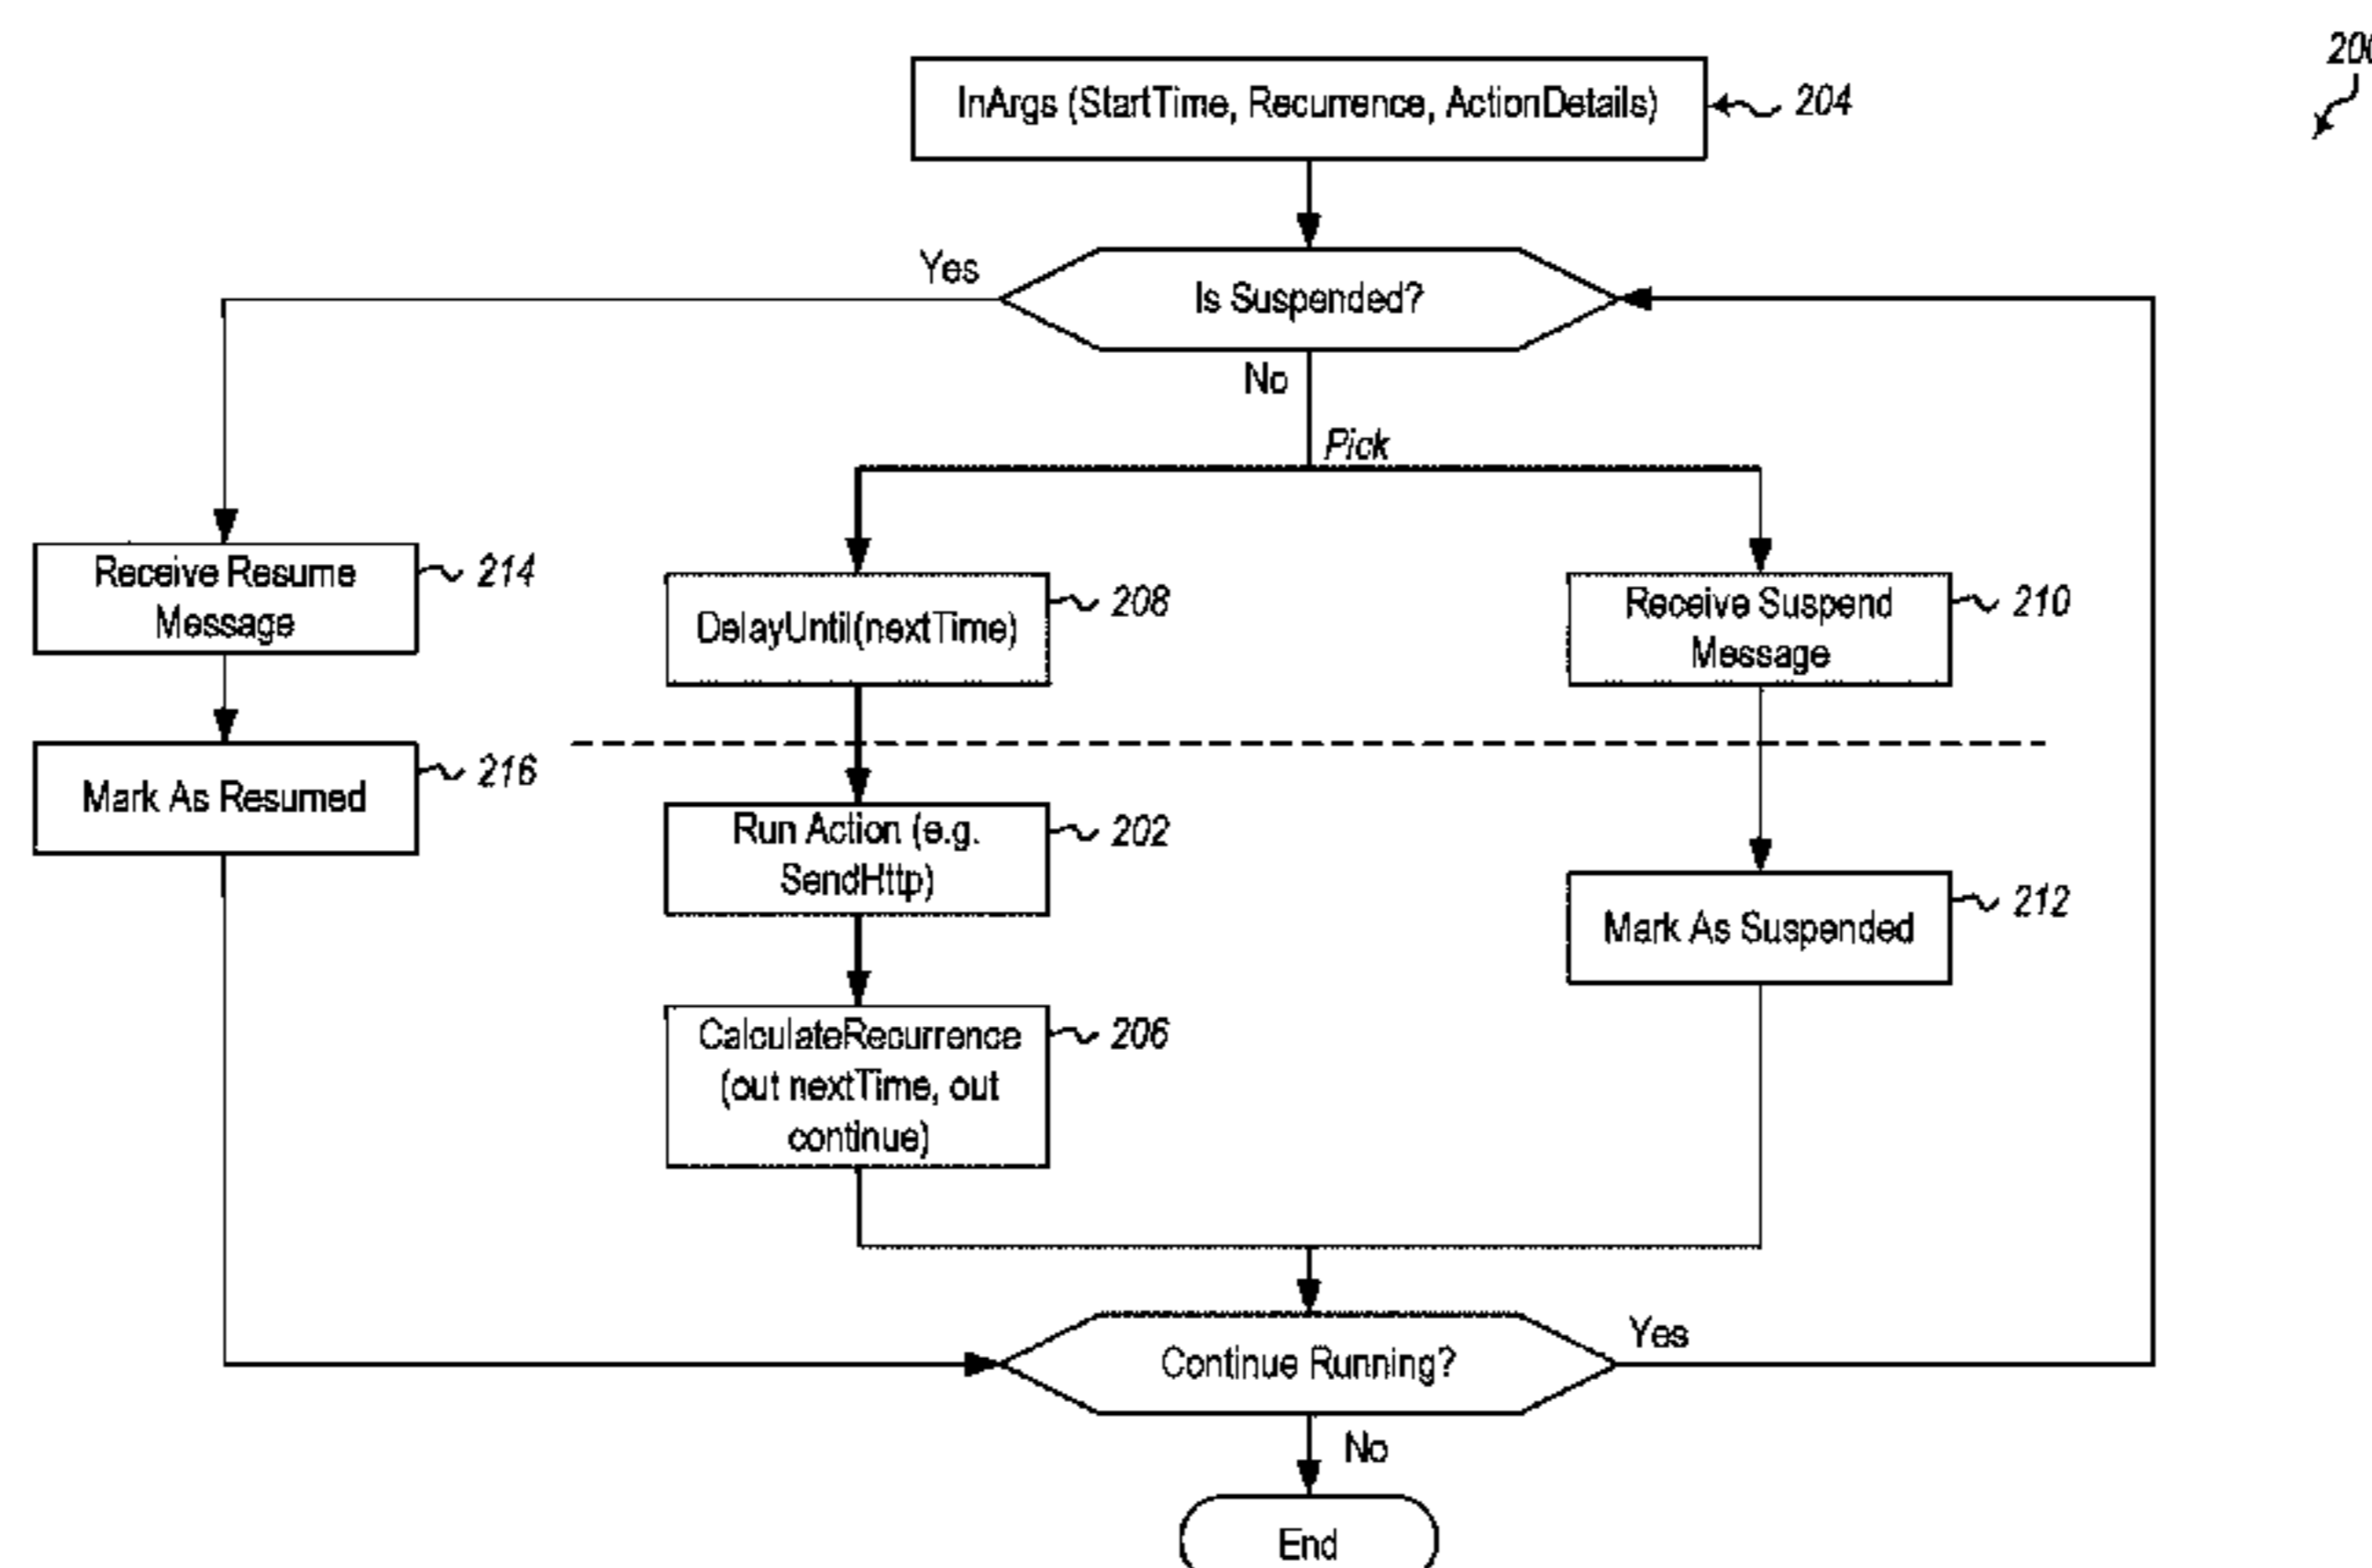 200
InArgs (StartTime, Recurrence, ActionDetails)
204
Yes
Is Suspended?
No
Pick
Receive Resume
Message
214
DelayUntil(nextTime)
208
Receive Suspend
Message
210
Mark As Resumed
216
Run Action (e.g.
SendHttp)
202
Mark As Suspended
212
CalculateRecurrence
(out nextTime, out
continue)
206
Continue Running?
Yes
No
End